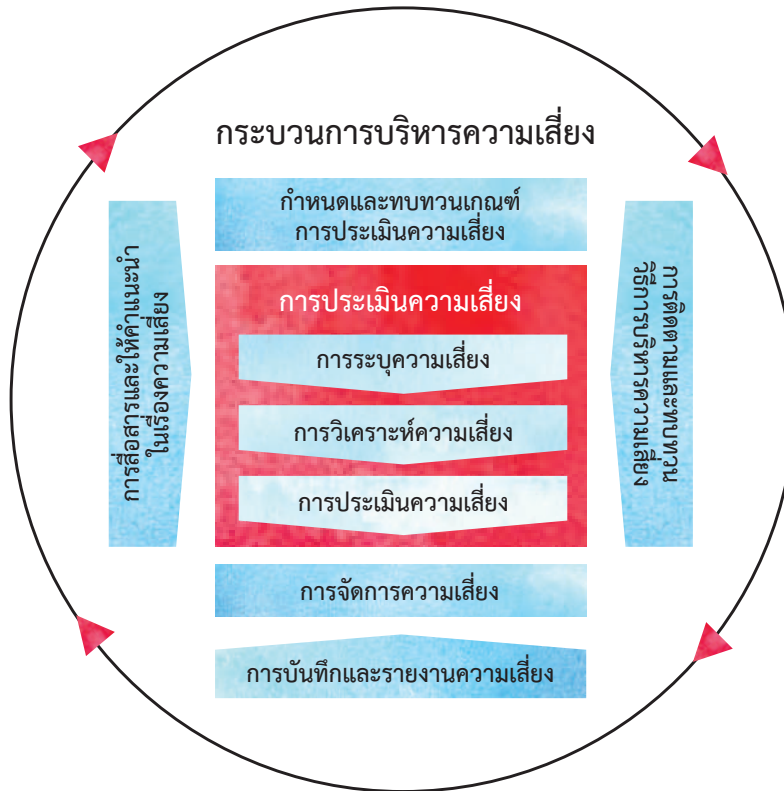 กระบวนการบริหารความเสี่ยง
กำหนดและทบทวนเกณฑ์
การประเมินความเสี่ยง
การประเมินความเสี่ยง
การระบุความเสี่ยง
การวิเคราะห์ความเสี่ยง
การประเมินความเสี่ยง
การจัดการความเสี่ยง
การบันทึกและรายงานความเสี่ยง
การสื่อสารและให้คำแนะนำ
ในเรื่องความเสี่ยง
การติดตามและทบทวน
วิธีการบริหารความเสี่ยง